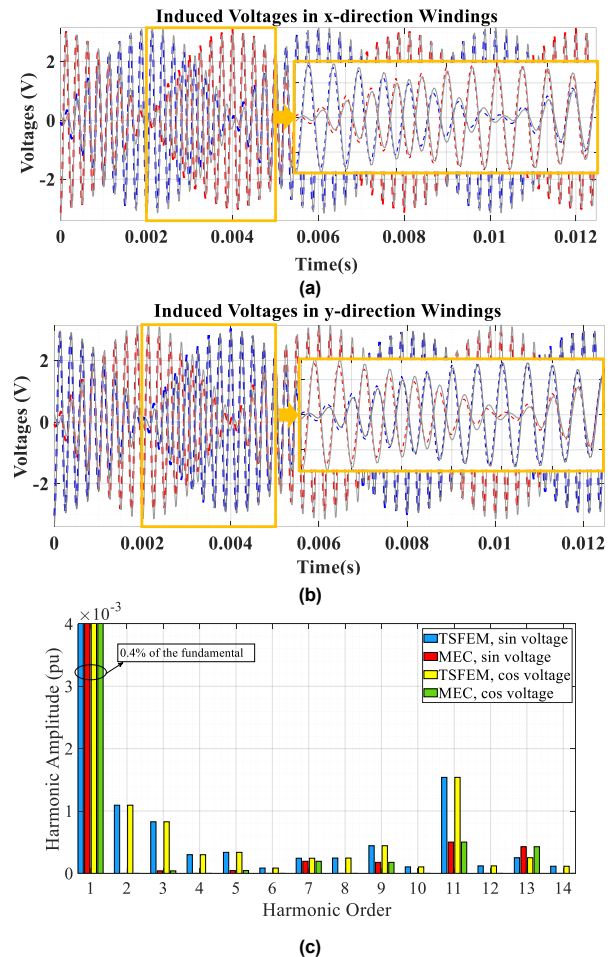 Induced Voltages in x-direction Windings
Voltages (V)
2
0
-2
0
0.002
0.004
0.006
0.008
0.01
0.012
Time(s)
(a)
Induced Voltages in y-direction Windings
Voltages (V)
2
0
-2
0
0.002
0.004
0.006
0.008
0.01
0.012
Time(s)
(b)
×10-3
Harmonic Amplitude (pu)
4
3
2
1
0
0.4% of the fundamental
TSFEM, sin voltage
MEC, sin voltage
TSFEM, cos voltage
MEC, cos voltage
1 2 3 4 5 6 7 8 9 10 11 12 13 14
Harmonic Order
(c)